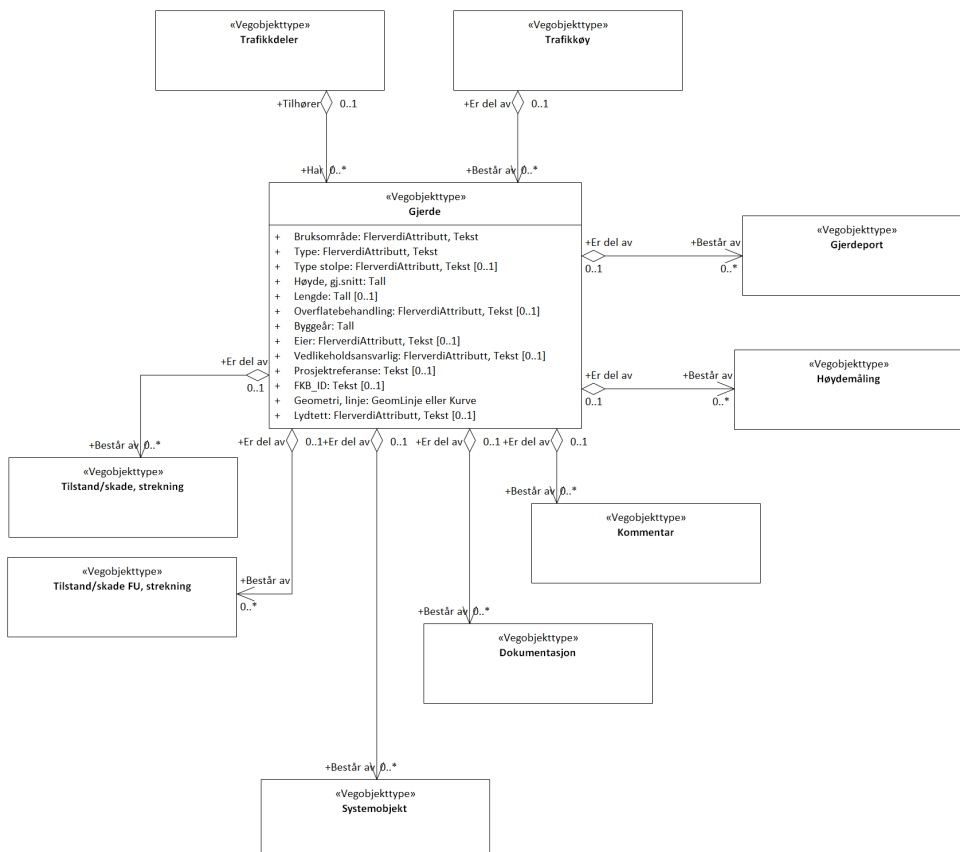 «Vegobjekttype»
Trafikkdeler
«Vegobjekttype»
Trafikkøy
+Tilhører 0..1
+Er del av 0..1
+Har 0..*
+Består av 0..*
«Vegobjekttype»
Gjerde
+ Bruksområde: FlerverdiAttributt, Tekst
+ Type: FlerverdiAttributt, Tekst
+ Type stolpe: FlerverdiAttributt, Tekst [0..1]
+ Høyde, gj.snitt: Tall
+ Lengde: Tall [0..1]
+ Overflatebehandling: FlerverdiAttributt, Tekst [0..1]
+ Byggeår: Tall
+ Eier: FlerverdiAttributt, Tekst [0..1]
+ Vedlikeholdsansvarlig: FlerverdiAttributt, Tekst [0..1]
+ Prosjektreferanse: Tekst [0..1]
+ FKB_ID: Tekst [0..1]
+ Geometri, linje: GeomLinje eller Kurve
+ Lydtett: FlerverdiAttributt, Tekst [0..1]
+Er del av
0..1
+Består av
0..*
«Vegobjekttype»
Gjerdeport
+Er del av
0..1
+Består av
0..*
«Vegobjekttype»
Høydemåling
+Er del av
0..1
+Består av 0..*
«Vegobjekttype»
Tilstand/skade, strekning
+Er del av 0..1
+Er del av 0..1
+Er del av 0..1
+Er del av 0..1
+Består av 0..*
«Vegobjekttype»
Kommentar
«Vegobjekttype»
Tilstand/skade FU, strekning
+Består av
0..*
+Består av 0..*
«Vegobjekttype»
Dokumentasjon
+Består av 0..*
«Vegobjekttype»
Systemobjekt